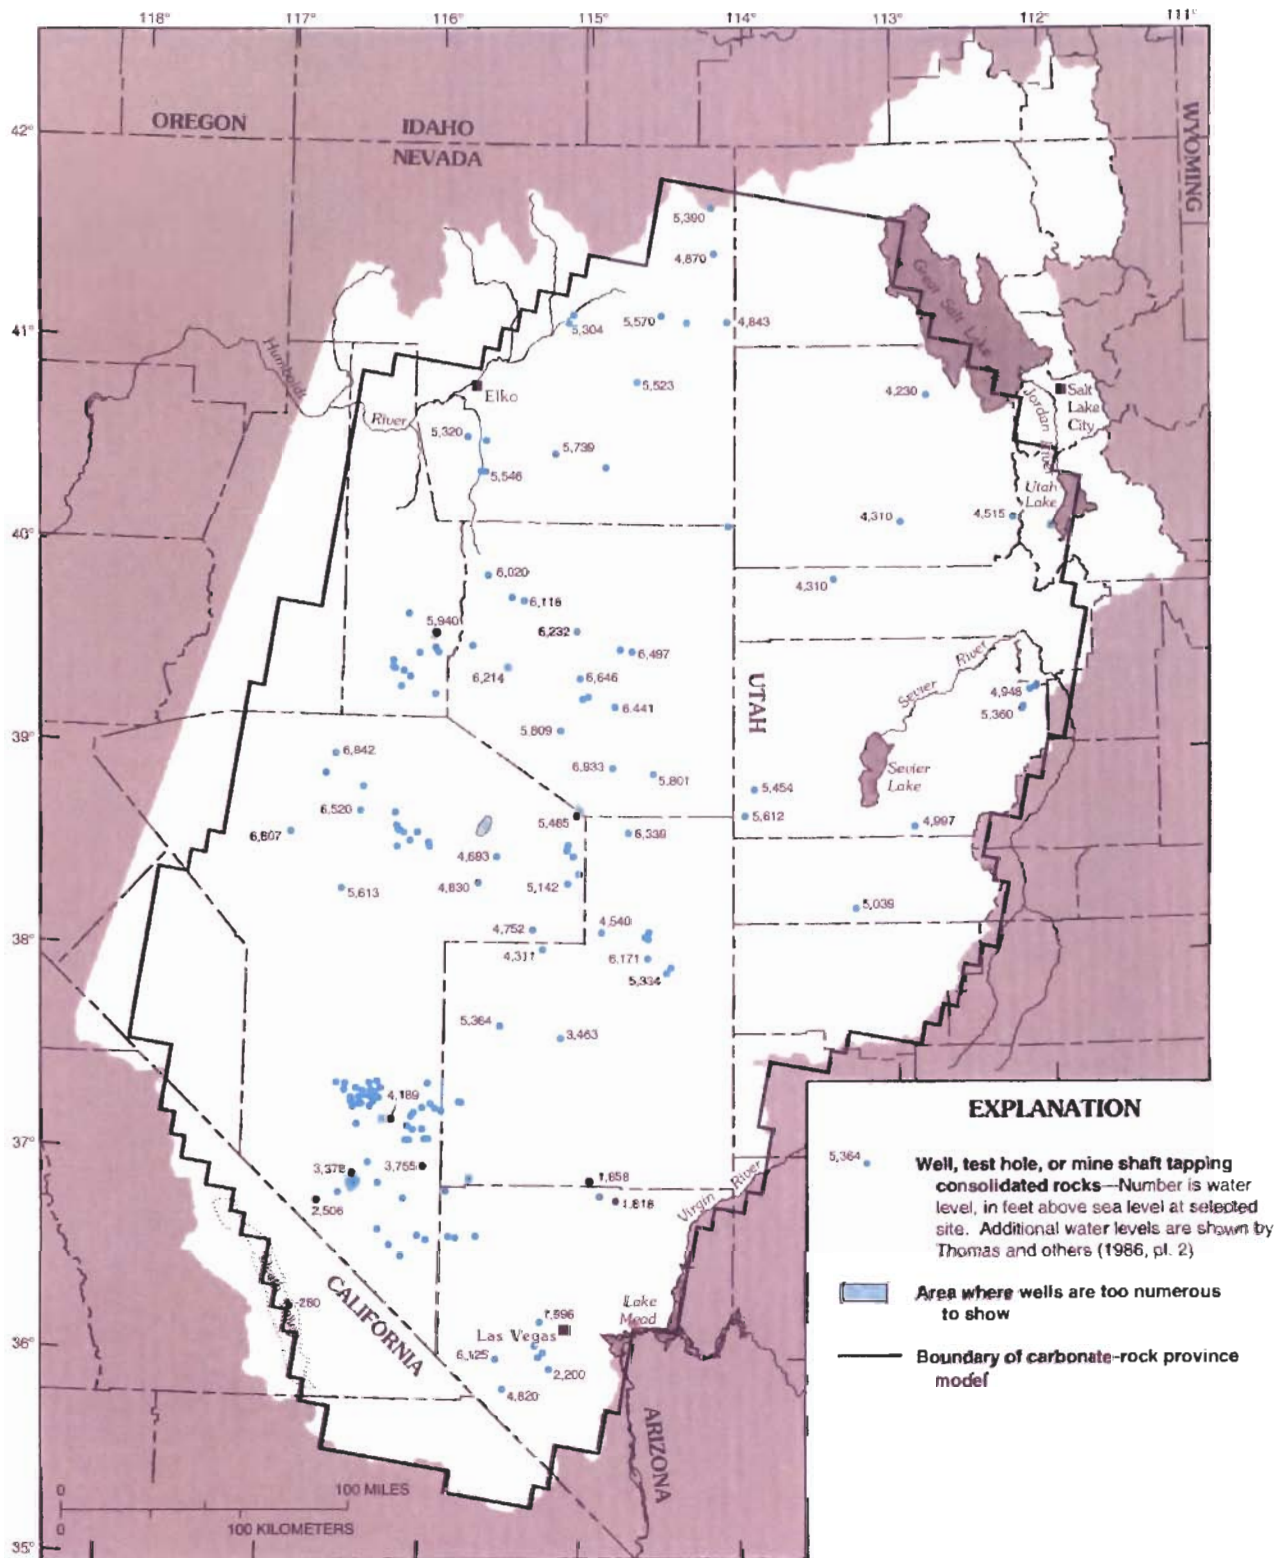 118°
117°
116°
115°
114°
113°
112°
111°
42°
OREGON
IDAHO
NEVADA
WYOMING
5,390
4,870
Great Salt Lake
41°
5,304
5,570
4,843
Humboldt
River
Elko
5,523
4,230
Salt
Lake
City
Jordan River
5,320
5,739
5,546
Utah
Lake
4,310
4,515
40°
6,020
4,310
6,116
5,940
6,232
6,497
Sevier
River
6,214
6,646
UTAH
4,948
6,441
5,360
39°
5,809
6,842
6,933
5,801
5,454
Sevier
Lake
6,520
5,485
5,612
6,607
6,339
4,997
4,693
5,613
4,830
5,142
5,039
4,752
4,540
38°
4,311
6,171
5,934
5,364
3,463
4,189
37°
3,378
3,755
1,858
1,818
2,506
Virgin River
CALIFORNIA
-280
1,596
Lake
Mead
36°
Las Vegas
6,125
2,200
4,820
ARIZONA
0
100 MILES
0
100 KILOMETERS
35°
EXPLANATION
5,364
Well, test hole, or mine shaft tapping
consolidated rocks—Number is water
level, in feet above sea level at selected
site. Additional water levels are shown by
Thomas and others (1986, pl. 2)
Area where wells are too numerous
to show
Boundary of carbonate-rock province
model